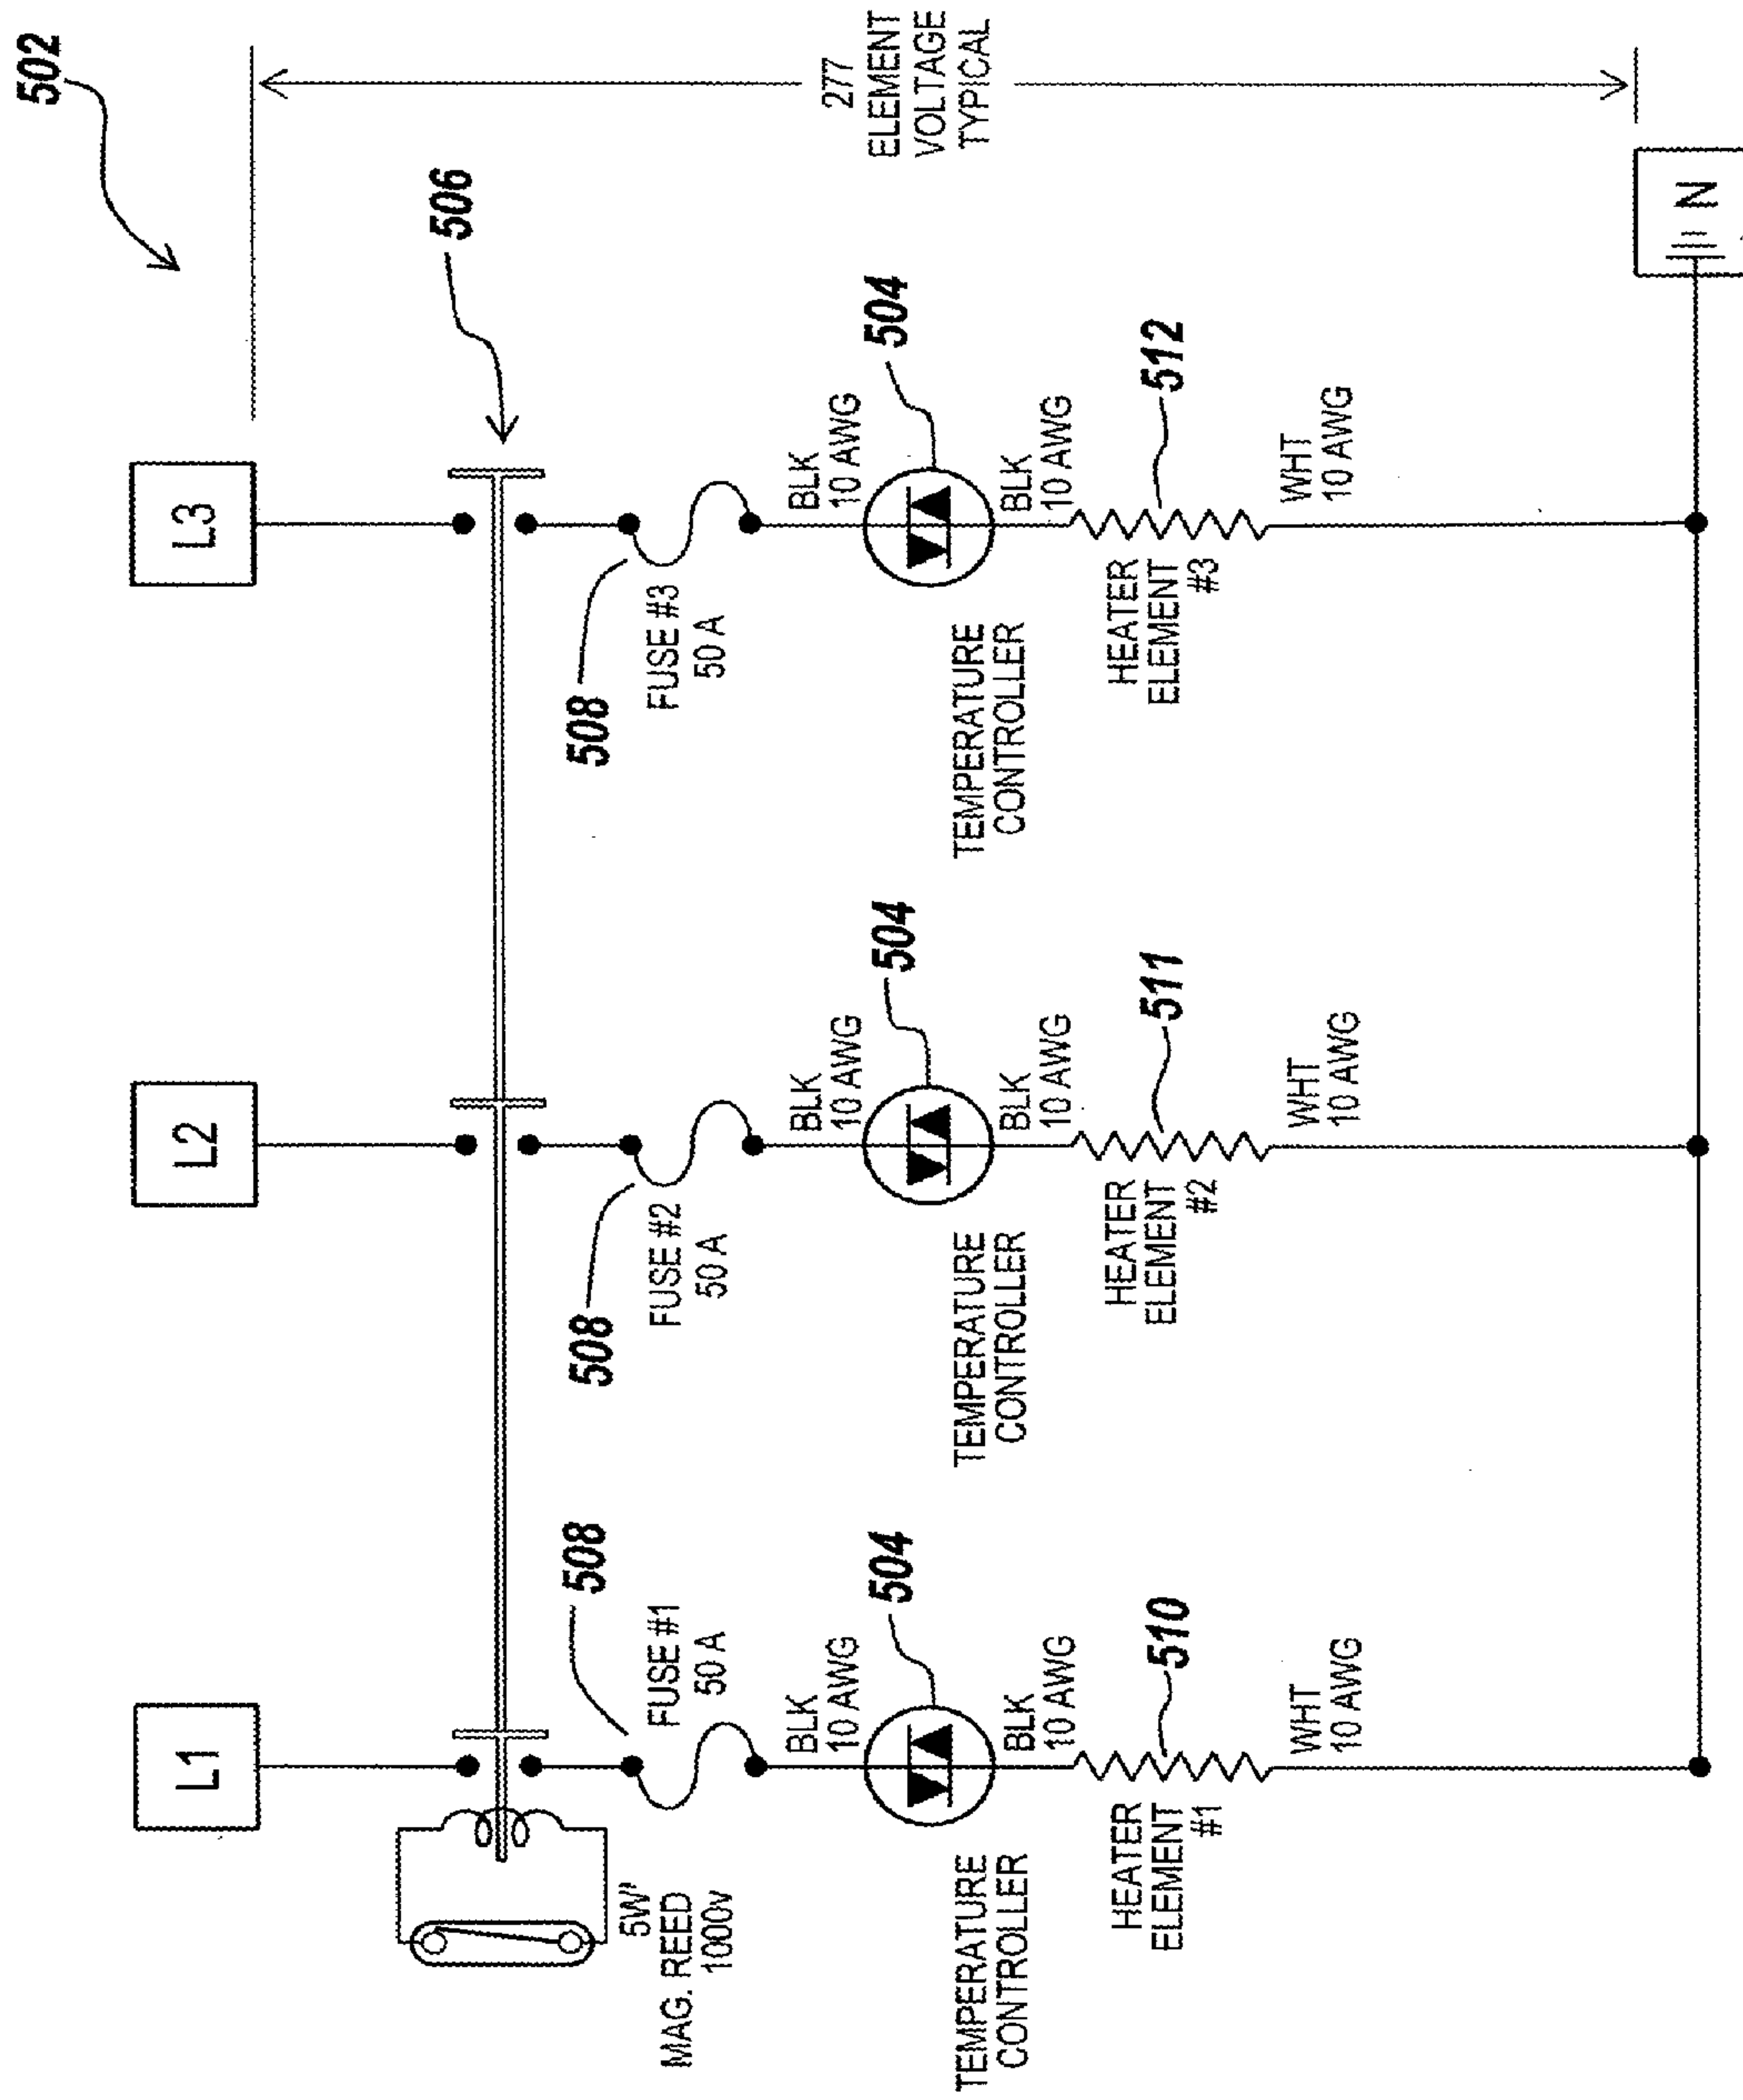 502
L1
L2
L3
506
277
ELEMENT
VOLTAGE
TYPICAL
5W'
MAG. REED
1000v
508
FUSE #1
50 A
508
FUSE #2
50 A
508
FUSE #3
50 A
BLK
10 AWG
BLK
10 AWG
BLK
10 AWG
504
504
504
TEMPERATURE
CONTROLLER
TEMPERATURE
CONTROLLER
TEMPERATURE
CONTROLLER
BLK
10 AWG
BLK
10 AWG
BLK
10 AWG
HEATER
ELEMENT
#1
510
HEATER
ELEMENT
#2
511
HEATER
ELEMENT
#3
512
WHT
10 AWG
WHT
10 AWG
WHT
10 AWG
N